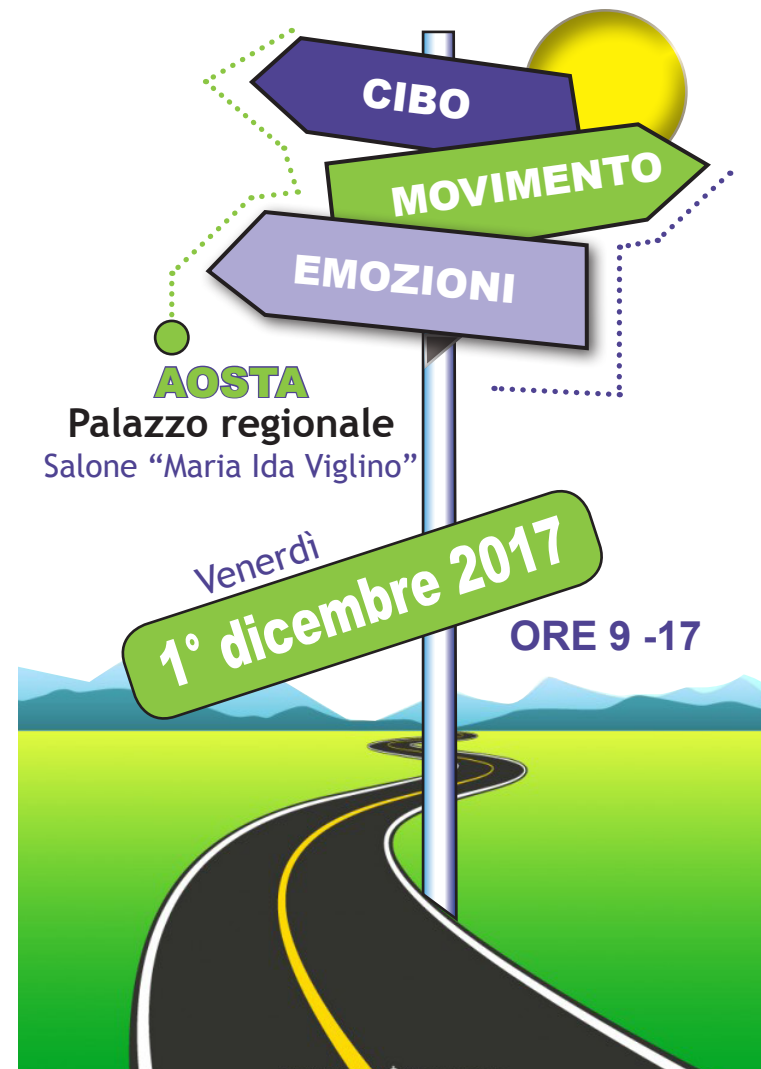 CIBO
MOVIMENTO
EMOZIONI
AOSTA
Palazzo regionale
Salone “Maria Ida Viglino”
Venerdì
1° dicembre 2017
ORE 9 -17